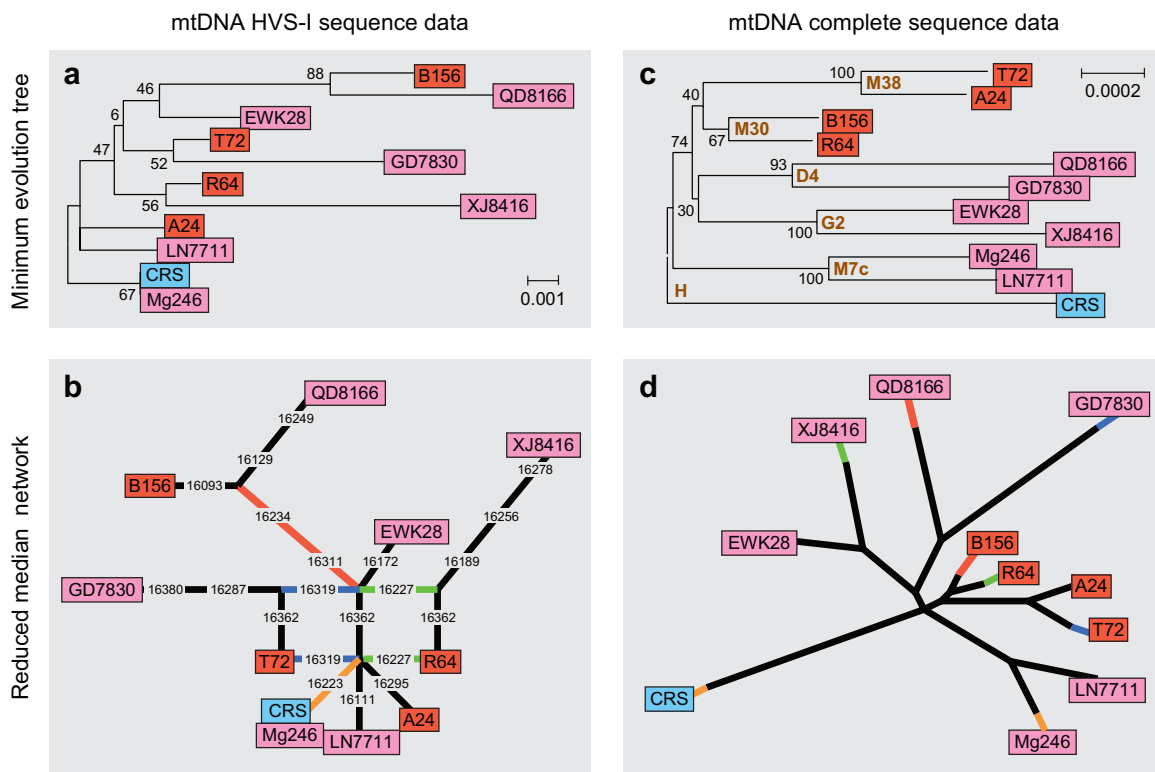 mtDNA HVS-I sequence data
mtDNA complete sequence data
Minimum evolution tree
a
88
B156
QD8166
46
EWK28
6
T72
47
52
GD7830
R64
56
XJ8416
A24
LN7711
CRS
67
Mg246
0.001
c
100
T72
M38
A24
0.0002
40
B156
M30
67
R64
74
93
QD8166
D4
GD7830
30
EWK28
G2
100
XJ8416
Mg246
M7c
100
LN7711
H
CRS
Reduced median network
b
QD8166
16249
XJ8416
16129
16278
B156
16093
16234
16256
EWK28
16311
16172
16189
GD7830
16380
16287
16319
16227
16362
16362
16362
T72
16319
16227
R64
16223
16295
16111
CRS
A24
Mg246
LN7711
d
QD8166
GD7830
XJ8416
EWK28
B156
R64
A24
T72
CRS
LN7711
Mg246